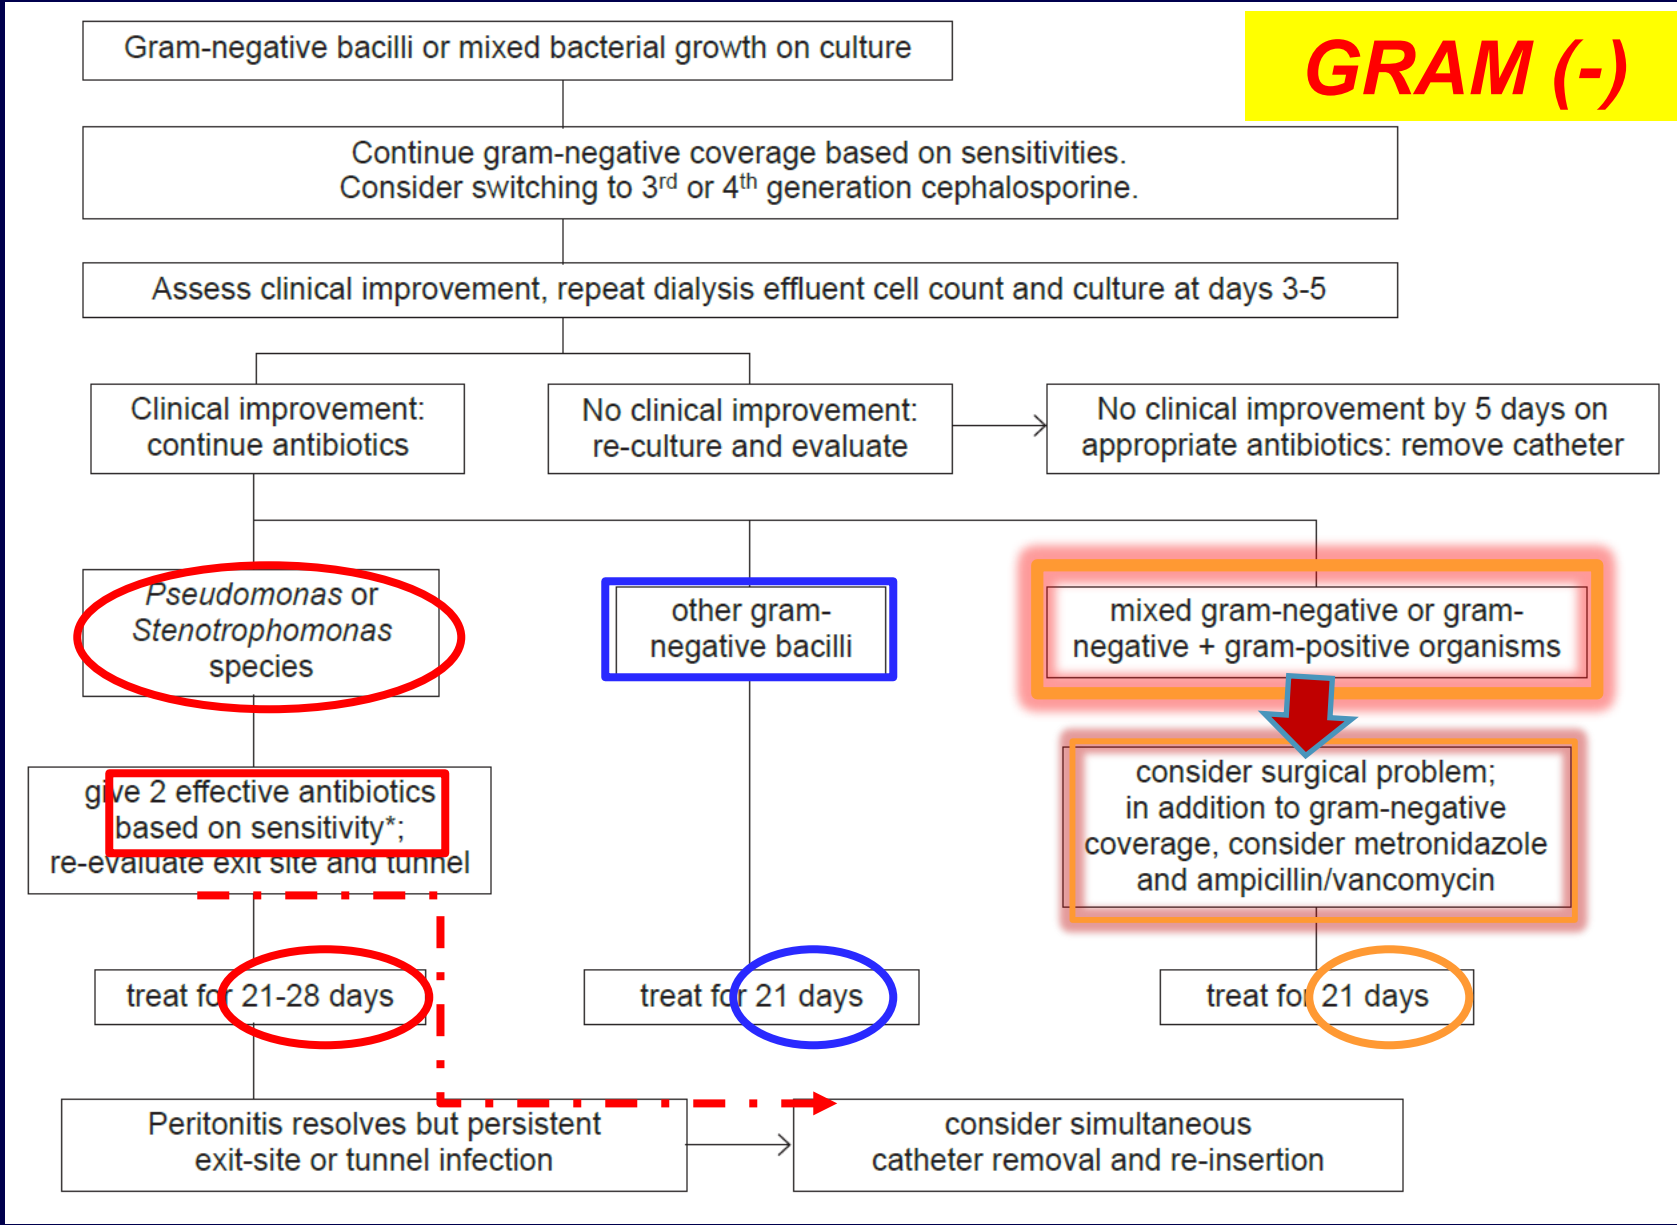 GRAM (-)
Gram-negative bacilli or mixed bacterial growth on culture
Continue gram-negative coverage based on sensitivities.
Consider switching to 3rd or 4th generation cephalosporine.
Assess clinical improvement, repeat dialysis effluent cell count and culture at days 3-5
Clinical improvement:
continue antibiotics
No clinical improvement:
re-culture and evaluate
No clinical improvement by 5 days on
appropriate antibiotics: remove catheter
Pseudomonas or
Stenotrophomonas
species
other gram-
negative bacilli
mixed gram-negative or gram-
negative + gram-positive organisms
give 2 effective antibiotics
based on sensitivity*;
re-evaluate exit site and tunnel
consider surgical problem;
in addition to gram-negative
coverage, consider metronidazole
and ampicillin/vancomycin
treat for 21-28 days
treat for 21 days
treat for 21 days
Peritonitis resolves but persistent
exit-site or tunnel infection
consider simultaneous
catheter removal and re-insertion